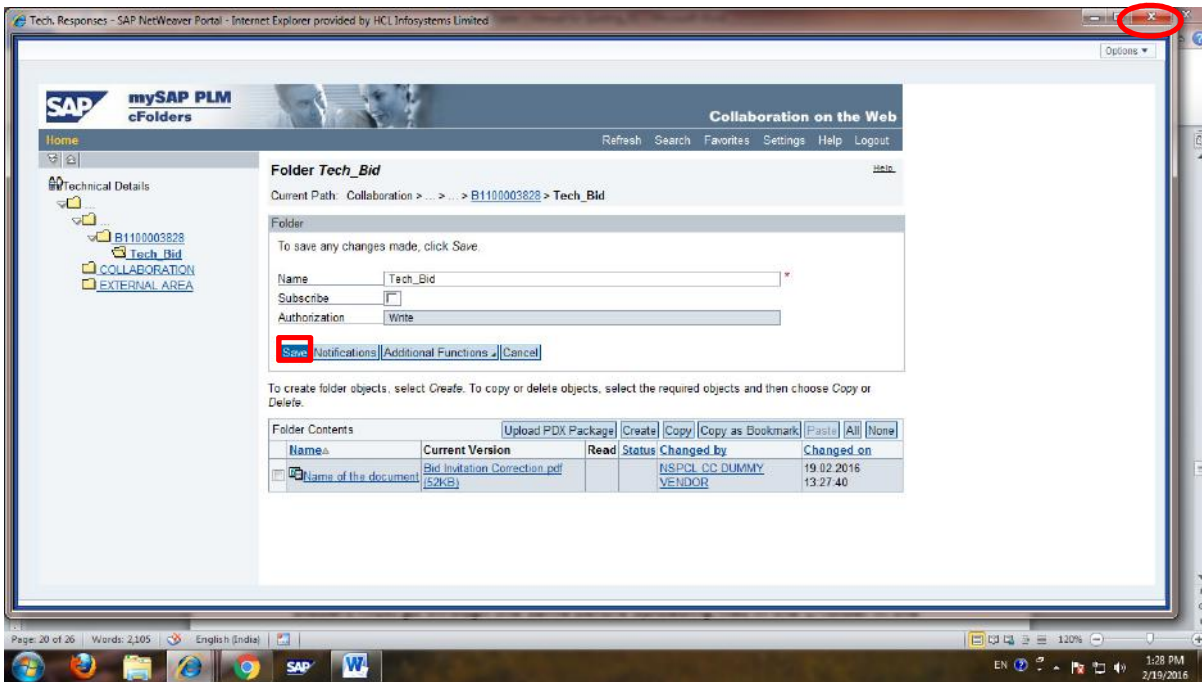 Tech. Responses - SAP NetWeaver Portal - Internet Explorer provided by HCL Infosystems Limited
Options
SAP mySAP PLM
cFolders
Collaboration on the Web
Home
Refresh Search Favorites Settings Help Logout
Technical Details
...
...
B1100003828
Tech_Bid
COLLABORATION
EXTERNAL AREA
Folder Tech_Bid
Help
Current Path: Collaboration > ... > ... > B1100003828 > Tech_Bid
Folder
To save any changes made, click Save.
Name Tech_Bid *
Subscribe
Authorization Write
Save Notifications Additional Functions Cancel
To create folder objects, select Create. To copy or delete objects, select the required objects and then choose Copy or
Delete.
Folder Contents Upload PDX Package Create Copy Copy as Bookmark Paste All None
Name Current Version Read Status Changed by Changed on
Name of the document Bid Invitation Correction.pdf (52KB) NSPCL CC DUMMY VENDOR 19.02.2016 13:27:40
Page: 20 of 26 Words: 2,105 English (India) 120%
SAP W EN 1:28 PM
2/19/2016